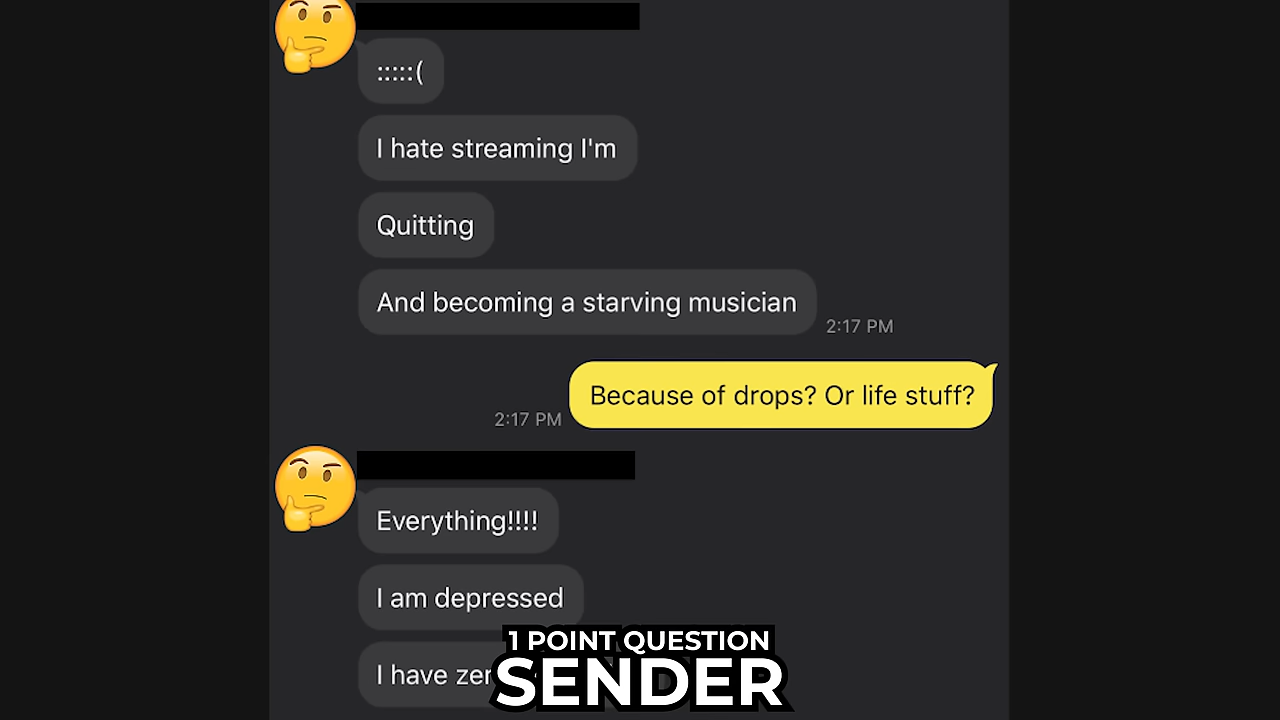 :::::(
I hate streaming I'm
Quitting
And becoming a starving musician
2:17 PM
Because of drops? Or life stuff?
2:17 PM
Everything!!!!
I am depressed
I have
1 POINT QUESTION
SENDER